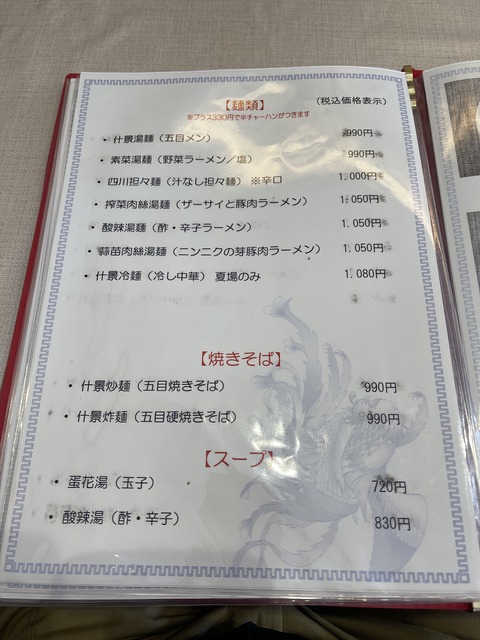 【麺類】 (税込価格表示)
※プラス330円で半チャーハンがつきます
・什景湯麺（五目メン） 990円
・素菜湯麺（野菜ラーメン／塩） 990円
・四川担々麺（汁なし担々麺）※辛口 1,000円
・搾菜肉絲湯麺（ザーサイと豚肉ラーメン） 1,050円
・酸辣湯麺（酢・辛子ラーメン） 1,050円
・蒜苗肉絲湯麺（ニンニクの芽豚肉ラーメン） 1,050円
・什景冷麺（冷し中華） 夏場のみ 1,080円
【焼きそば】
・什景炒麺（五目焼きそば） 990円
・什景炸麺（五目硬焼きそば） 990円
【スープ】
・蛋花湯（玉子） 720円
・酸辣湯（酢・辛子） 830円